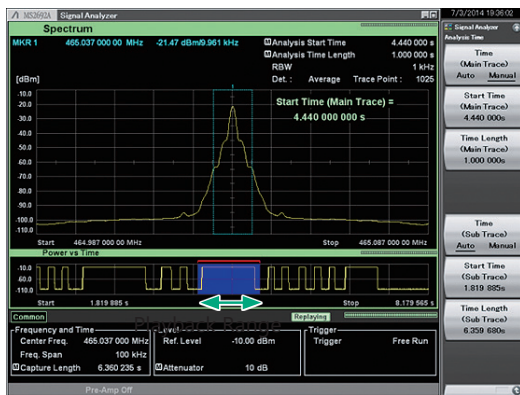 MS2692A Signal Analyzer
7/3/2014 19:36:02
Spectrum
MKR 1 465.037 000 00 MHz -21.47 dBm/9.961 kHz
Analysis Start Time 4.440 000 s
Analysis Time Length 1.000 000 s
RBW 1 kHz
Det. : Average Trace Point : 1025
[dBm]
-10.0
-20.0
-30.0
-40.0
-50.0
-60.0
-70.0
-80.0
-90.0
-100.0
-110.0
Start Time (Main Trace) =
4.440 000 000 s
Start 464.987 000 00 MHz
Stop 465.087 000 00 MHz
Power vs Time
-10.0
-60.0
-110.0
Start 1.819 885 s
Stop 8.179 565 s
Playback Range
Common
Replaying
Frequency and Time
Center Freq. 465.037 000 MHz
Freq. Span 100 kHz
Capture Length 6.360 235 s
Level
Ref. Level -10.00 dBm
Attenuator 10 dB
Trigger
Trigger Free Run
Pre-Amp Off
Signal Analyzer
Analysis Time
Time
(Main Trace)
Auto Manual
Start Time
(Main Trace)
4.440 000s
Time Length
(Main Trace)
1.000 000s
Time
(Sub Trace)
Auto Manual
Start Time
(Sub Trace)
1.819 885s
Time Length
(Sub Trace)
6.359 680s